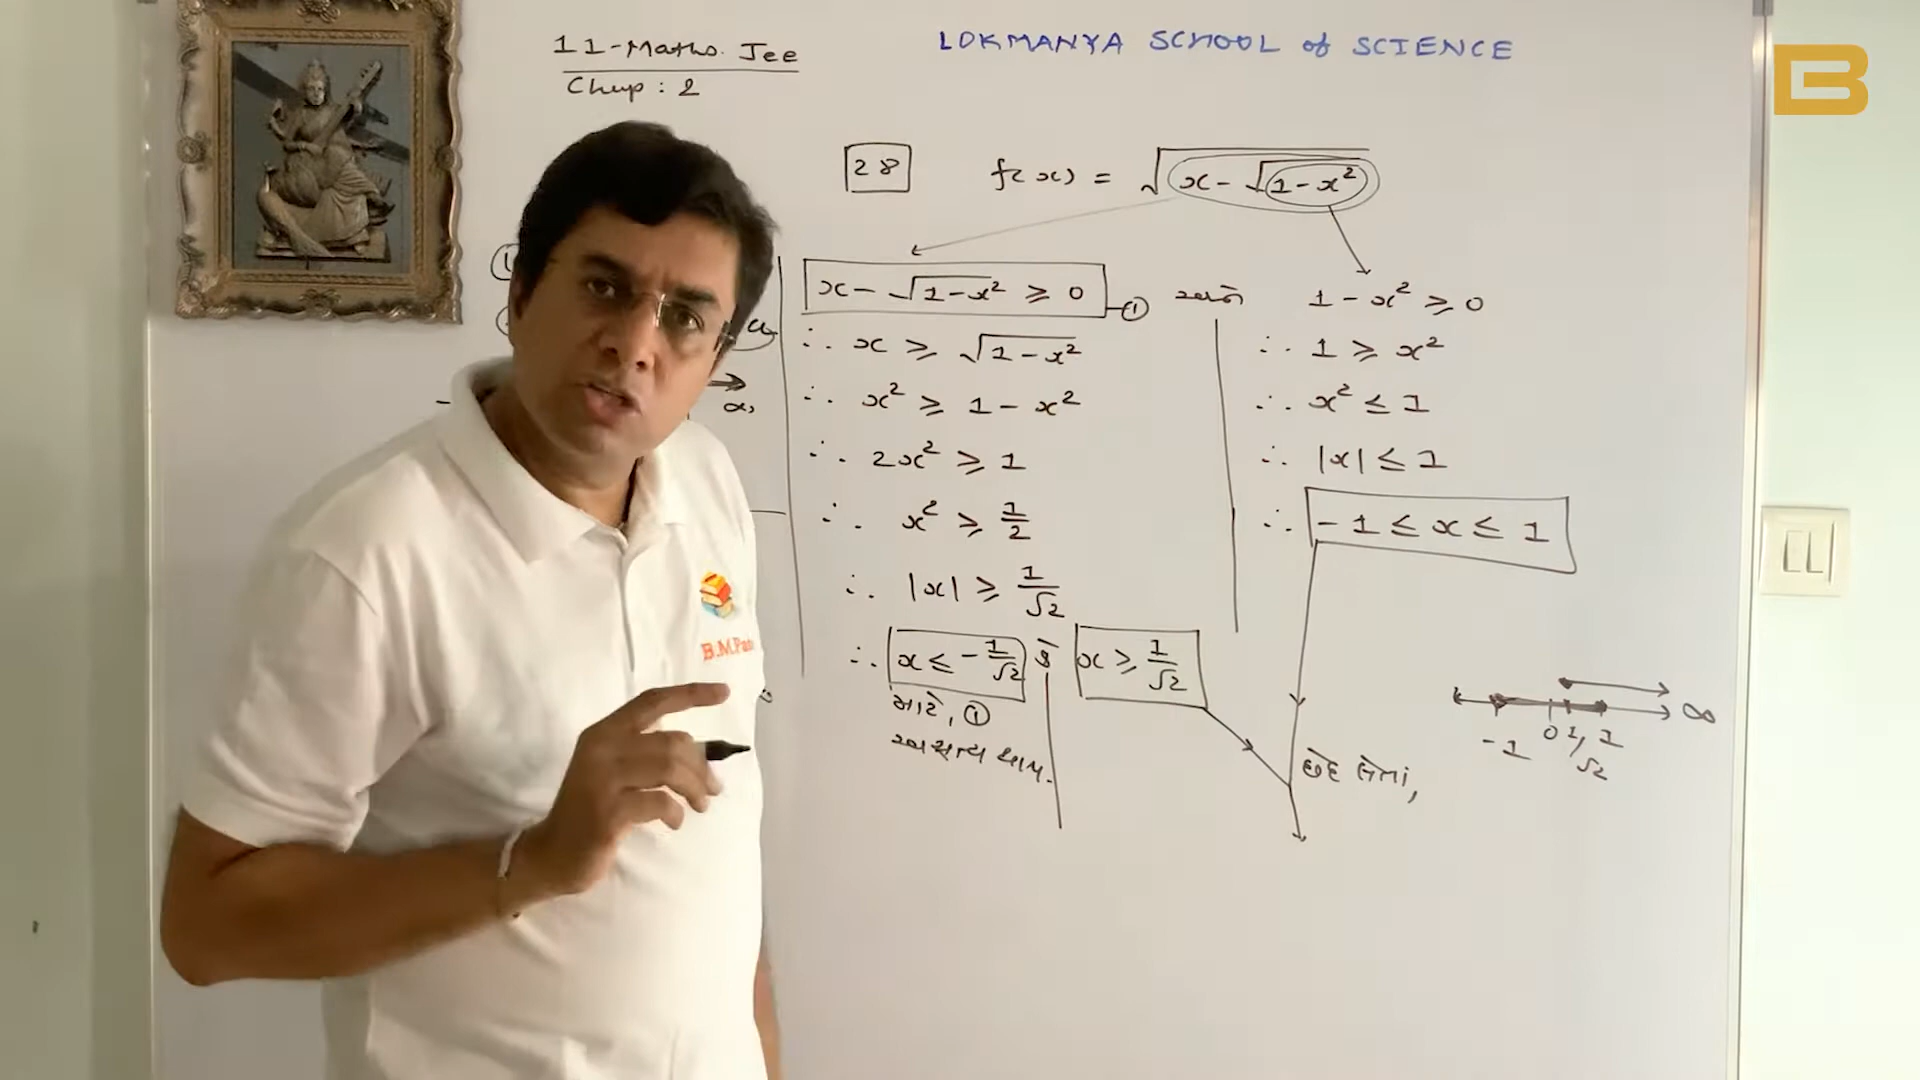 11-Maths. Jee
Chap : 2
LOKMANYA SCHOOL of SCIENCE
28
f(x) = √(x - √(1 - x²))
x - √(1 - x²) ≥ 0 — ①
∴ x ≥ √(1 - x²)
∴ x² ≥ 1 - x²
∴ 2x² ≥ 1
∴ x² ≥ 1/2
∴ |x| ≥ 1/√2
∴ x ≤ -1/√2 કે x ≥ 1/√2
માટે, ①
અસત્ય થાય.
અને
1 - x² ≥ 0
∴ 1 ≥ x²
∴ x² ≤ 1
∴ |x| ≤ 1
∴ -1 ≤ x ≤ 1
છેદ લેતાં,
-1 0 1/√2 1 ∞
B.M.Pate